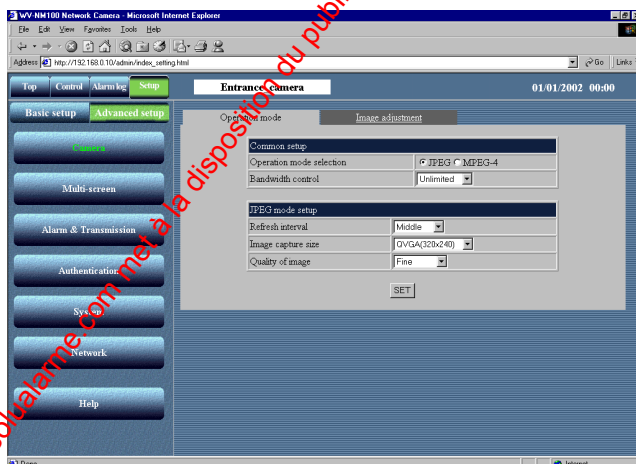 WV-NM100 Network Camera - Microsoft Internet Explorer
File Edit View Favorites Tools Help
Address http://192.168.0.10/admin/index_setting.html Go Links
Top Control Alarm log Setup Entrance camera 01/01/2002 00:00
Basic setup Advanced setup
Operation mode Image adjustment
Camera
Common setup
Operation mode selection JPEG MPEG-4
Bandwidth control Unlimited
Multi-screen
JPEG mode setup
Refresh interval Middle
Alarm & Transmission
Image capture size QVGA(320x240)
Quality of image Fine
Authentication
SET
System
Network
Help
Done Internet
solualarme.com met à la disposition du public